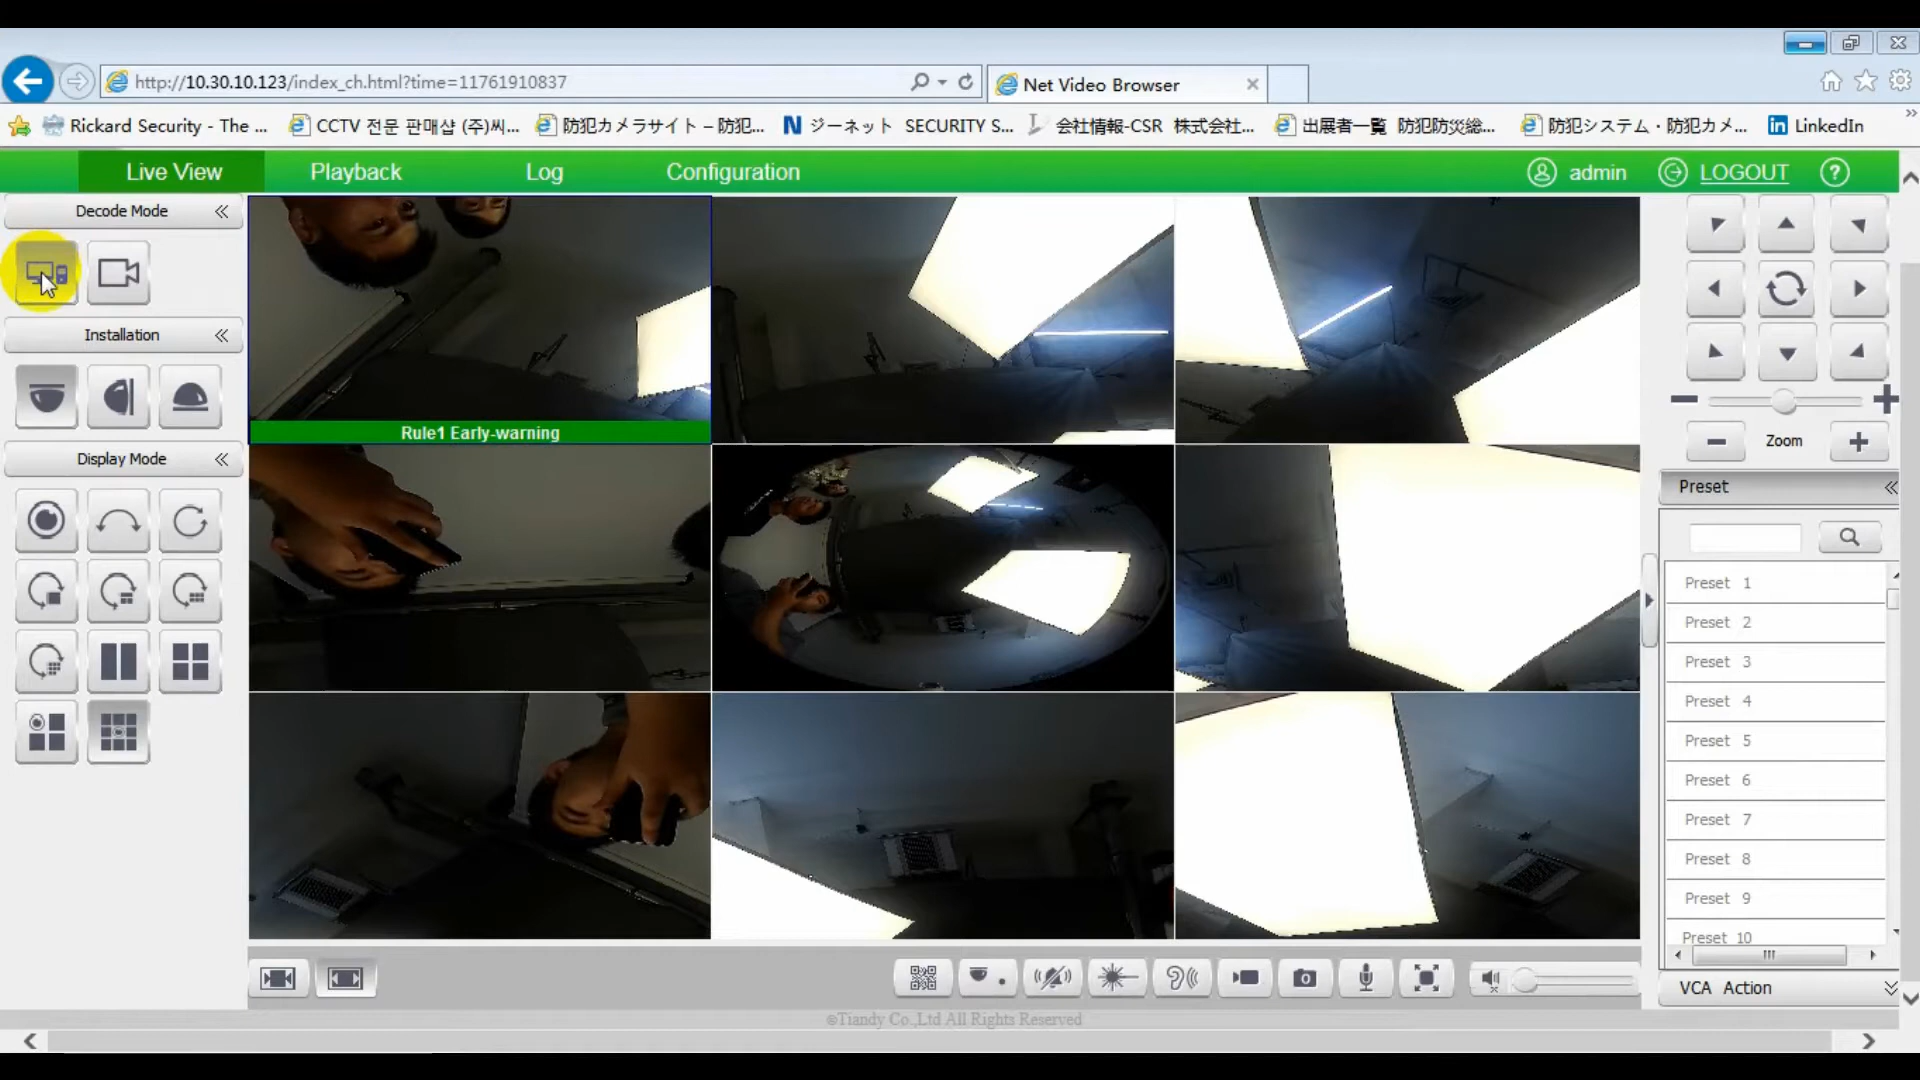 http://10.30.10.123/index_ch.html?time=11761910837
Net Video Browser
Rickard Security - The ...
CCTV 전문 판매샵 (주)씨...
防犯カメラサイト – 防犯...
N ジーネット SECURITY S...
会社情報-CSR 株式会社...
出展者一覧 防犯防災総...
防犯システム・防犯カメ...
in LinkedIn
Live View
Playback
Log
Configuration
admin
LOGOUT
?
Decode Mode
Installation
Display Mode
Rule1 Early-warning
Zoom
Preset
Preset 1
Preset 2
Preset 3
Preset 4
Preset 5
Preset 6
Preset 7
Preset 8
Preset 9
Preset 10
VCA Action
©Tiandy Co.,Ltd All Rights Reserved